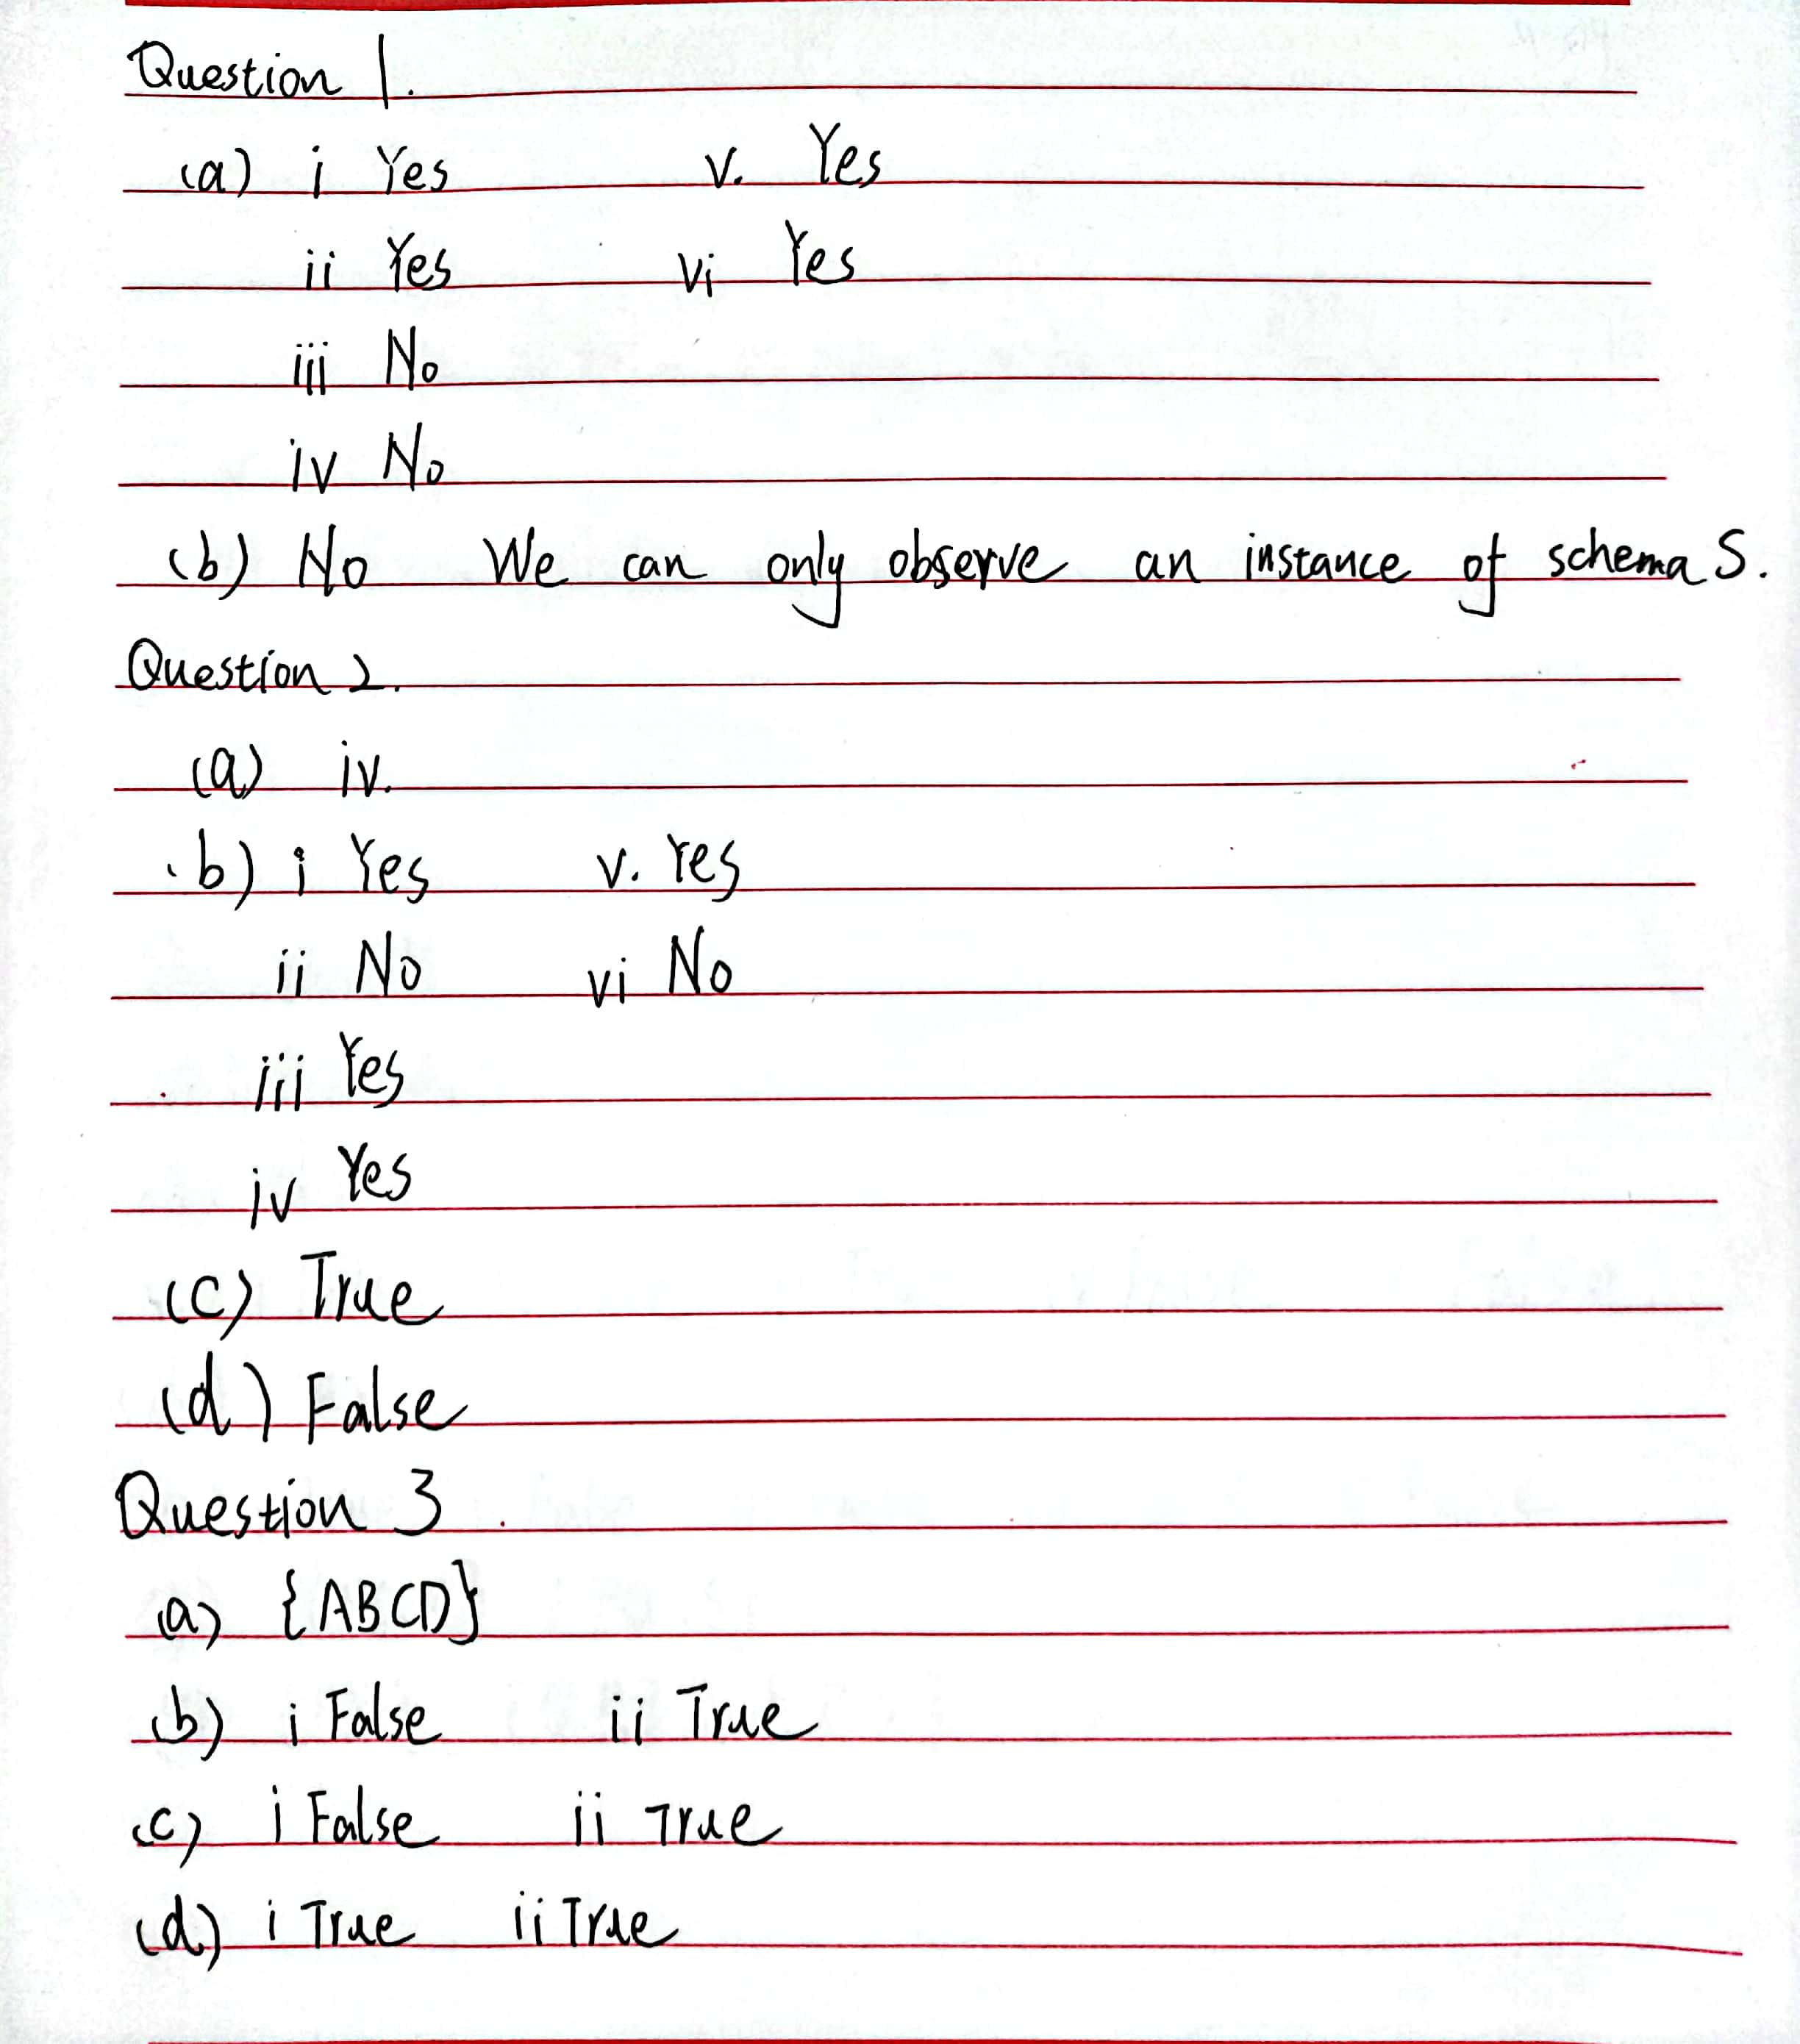 Question 1.
(a) i Yes v. Yes
ii Yes vi Yes
iii No
iv No
(b) No We can only observe an instance of schema S.
Question 2.
(a) iv.
(b) i Yes v. Yes
ii No vi No
iii Yes
iv Yes
(c) True
(d) False
Question 3.
(a) {ABCD}
(b) i False ii True
(c) i False ii True
(d) i True ii True